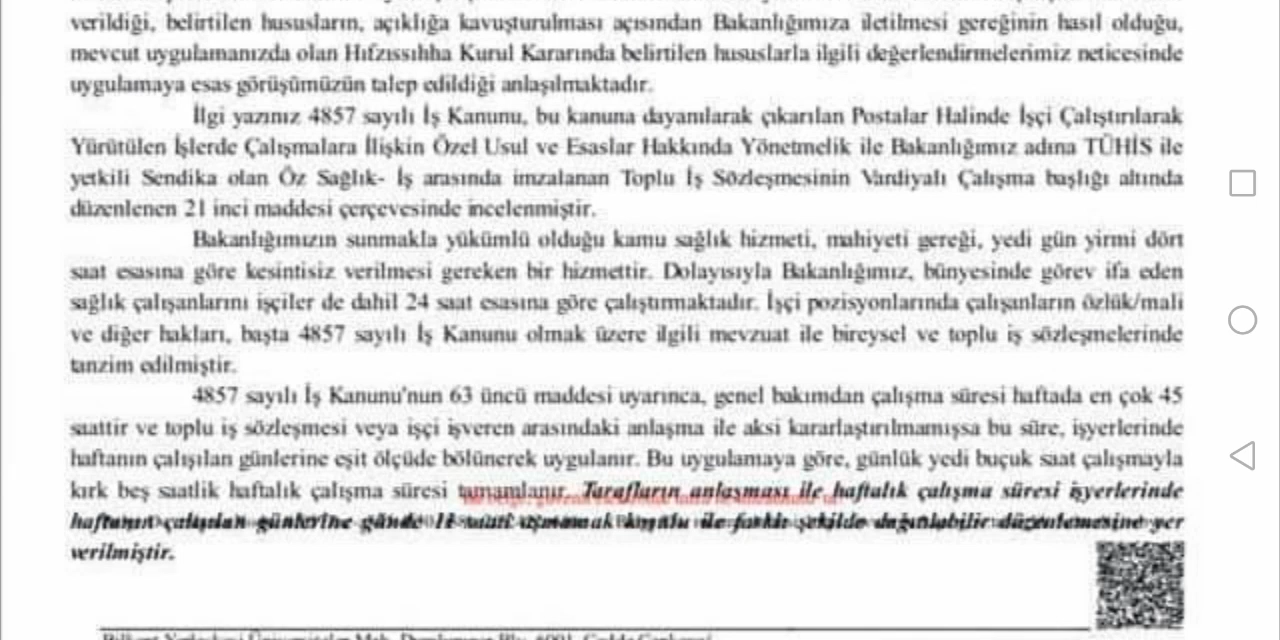 verildiği, belirtilen hususların, açıklığa kavuşturulması açısından Bakanlığımıza iletilmesi gereğinin hasıl olduğu,
mevcut uygulamanızda olan Hıfzıssıhha Kurul Kararında belirtilen hususlarla ilgili değerlendirmelerimiz neticesinde
uygulamaya esas görüşümüzün talep edildiği anlaşılmaktadır.
İlgi yazınız 4857 sayılı İş Kanunu, bu kanuna dayanılarak çıkarılan Postalar Halinde İşçi Çalıştırılarak
Yürütülen İşlerde Çalışmalara İlişkin Özel Usul ve Esaslar Hakkında Yönetmelik ile Bakanlığımız adına TÜHİS ile
yetkili Sendika olan Öz Sağlık- İş arasında imzalanan Toplu İş Sözleşmesinin Vardiyalı Çalışma başlığı altında
düzenlenen 21 inci maddesi çerçevesinde incelenmiştir.
Bakanlığımızın sunmakla yükümlü olduğu kamu sağlık hizmeti, mahiyeti gereği, yedi gün yirmi dört
saat esasına göre kesintisiz verilmesi gereken bir hizmettir. Dolayısıyla Bakanlığımız, bünyesinde görev ifa eden
sağlık çalışanlarını işçiler de dahil 24 saat esasına göre çalıştırmaktadır. İşçi pozisyonlarında çalışanların özlük/mali
ve diğer hakları, başta 4857 sayılı İş Kanunu olmak üzere ilgili mevzuat ile bireysel ve toplu iş sözleşmelerinde
tanzim edilmiştir.
4857 sayılı İş Kanunu'nun 63 üncü maddesi uyarınca, genel bakımdan çalışma süresi haftada en çok 45
saattir ve toplu iş sözleşmesi veya işçi işveren arasındaki anlaşma ile aksi kararlaştırılmamışsa bu süre, işyerlerinde
haftanın çalışılan günlerine eşit ölçüde bölünerek uygulanır. Bu uygulamaya göre, günlük yedi buçuk saat çalışmayla
kırk beş saatlik haftalık çalışma süresi tamamlanır. Tarafların anlaşması ile haftalık çalışma süresi işyerlerinde
haftanın çalışılan günlerine günde 11 saati aşmamak koşulu ile farklı şekilde dağıtılabilir düzenlemesine yer
verilmiştir.